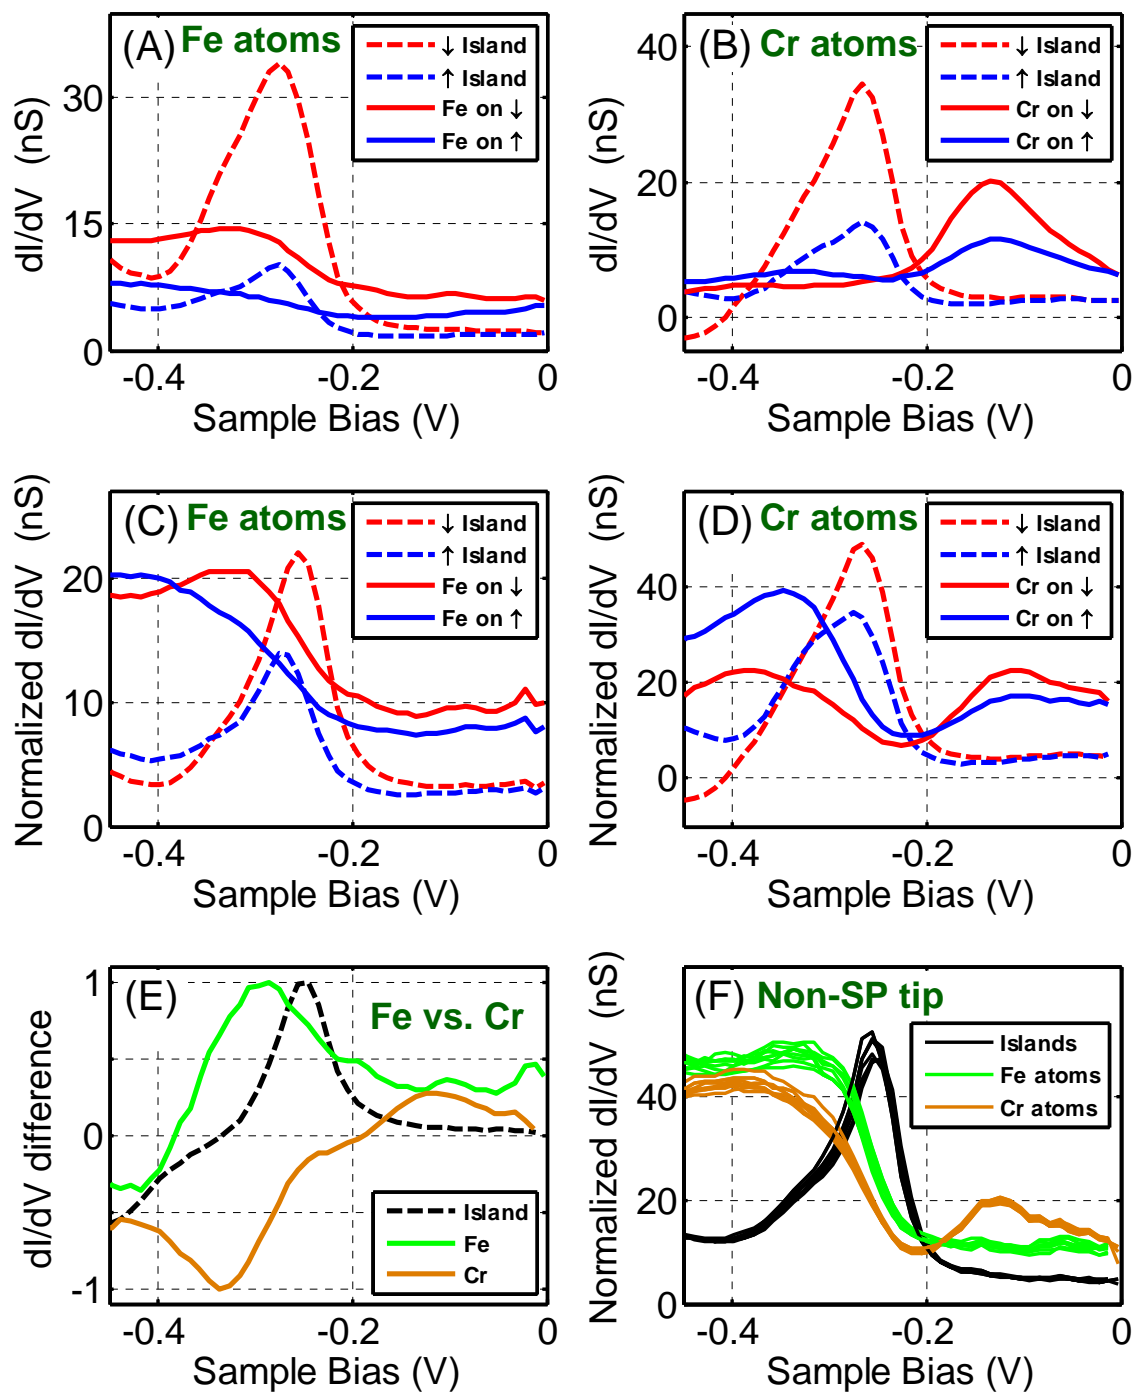 (A) Fe atoms
↓ Island
↑ Island
Fe on ↓
Fe on ↑
30
15
0
dI/dV (nS)
-0.4 -0.2 0
Sample Bias (V)
(B) Cr atoms
↓ Island
↑ Island
Cr on ↓
Cr on ↑
40
20
0
dI/dV (nS)
-0.4 -0.2 0
Sample Bias (V)
(C) Fe atoms
↓ Island
↑ Island
Fe on ↓
Fe on ↑
20
10
0
Normalized dI/dV (nS)
-0.4 -0.2 0
Sample Bias (V)
(D) Cr atoms
↓ Island
↑ Island
Cr on ↓
Cr on ↑
40
20
0
Normalized dI/dV (nS)
-0.4 -0.2 0
Sample Bias (V)
(E)
Fe vs. Cr
1
0
-1
dI/dV difference
Island
Fe
Cr
-0.4 -0.2 0
Sample Bias (V)
(F) Non-SP tip
Islands
Fe atoms
Cr atoms
40
20
0
Normalized dI/dV (nS)
-0.4 -0.2 0
Sample Bias (V)